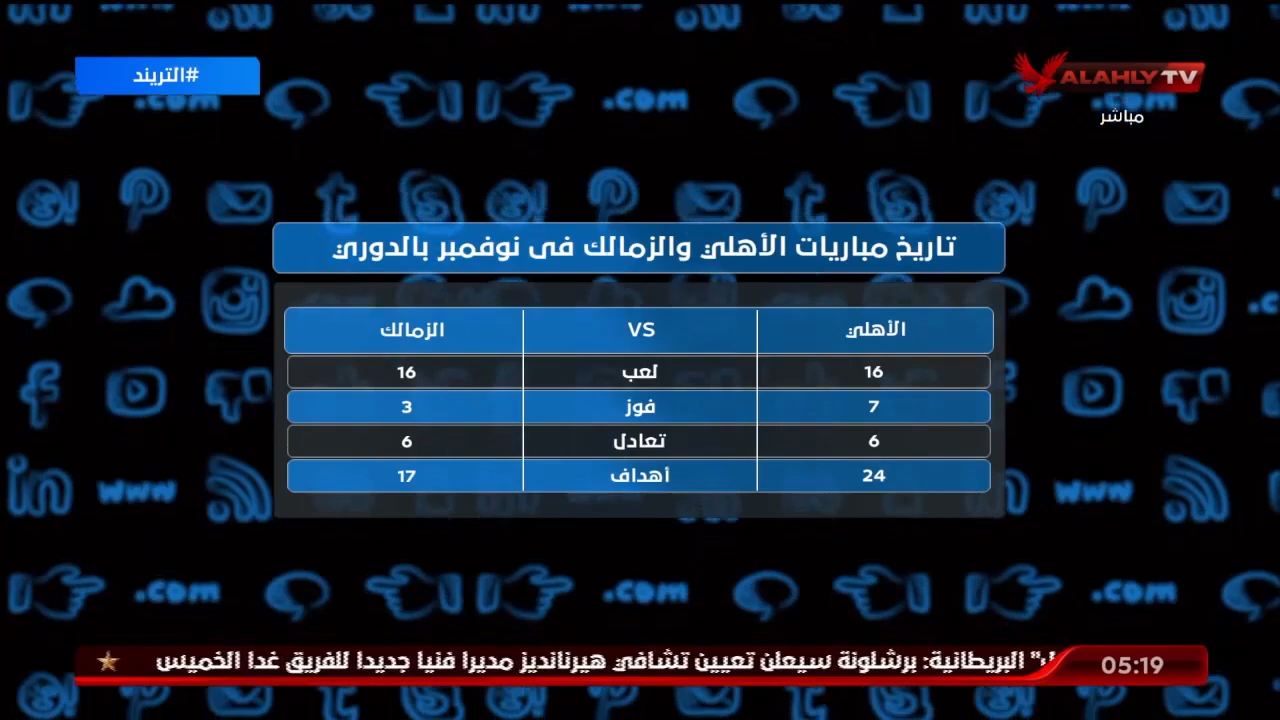 #التريند
ALAHLY TV
مباشر
تاريخ مباريات الأهلي والزمالك فى نوفمبر بالدوري
الأهلي VS الزمالك
16 لعب 16
7 فوز 3
6 تعادل 6
24 أهداف 17
البريطانية: برشلونة سيعلن تعيين تشافي هيرنانديز مديرا فنيا جديدا للفريق غدا الخميس
05:19